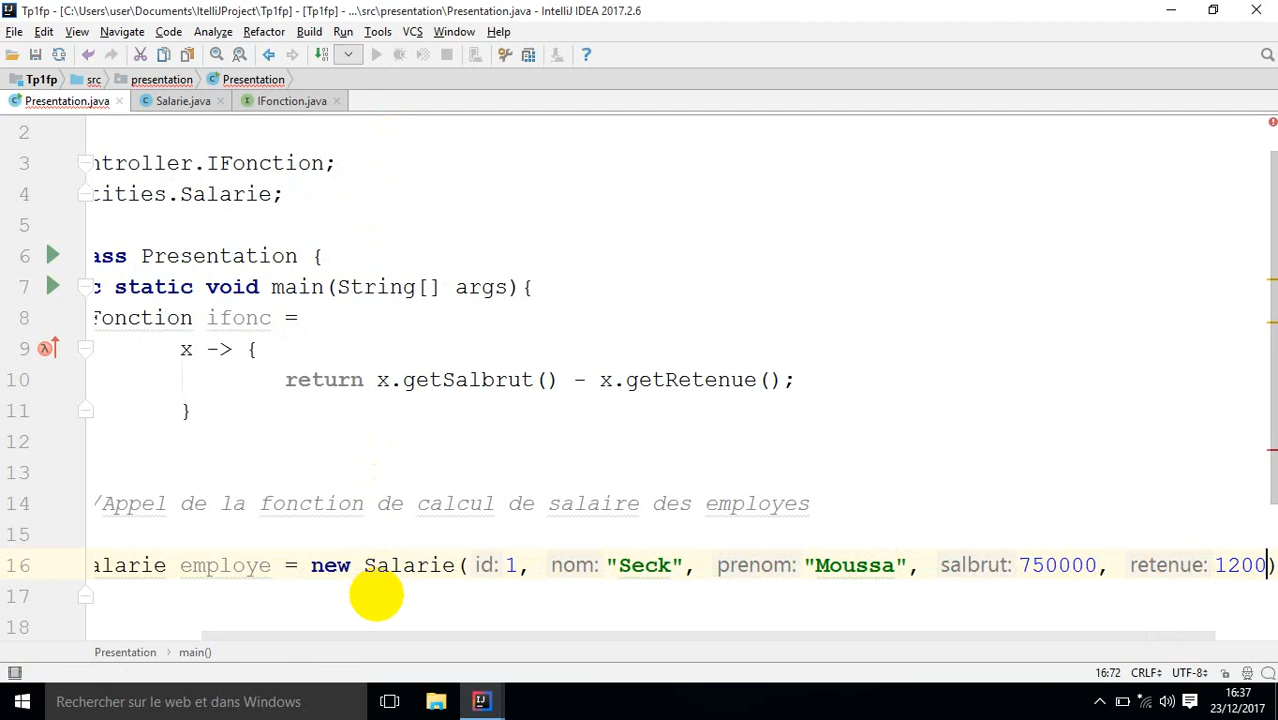 Tp1fp - [C:\Users\user\Documents\ItelliJProject\Tp1fp] - [Tp1fp] - ...\src\presentation\Presentation.java - IntelliJ IDEA 2017.2.6
File Edit View Navigate Code Analyze Refactor Build Run Tools VCS Window Help
Tp1fp src presentation Presentation
Presentation.java Salarie.java IFonction.java
2
3 ntroller.IFonction;
4 tities.Salarie;
5
6 ass Presentation {
7 c static void main(String[] args){
8 Fonction ifonc =
9 x -> {
10 return x.getSalbrut() - x.getRetenue();
11 }
12
13
14 /Appel de la fonction de calcul de salaire des employes
15
16 alarie employe = new Salarie( id: 1, nom: "Seck", prenom: "Moussa", salbrut: 750000, retenue: 1200)
17
18
Presentation main()
16:72 CRLF UTF-8
Rechercher sur le web et dans Windows
16:37
23/12/2017